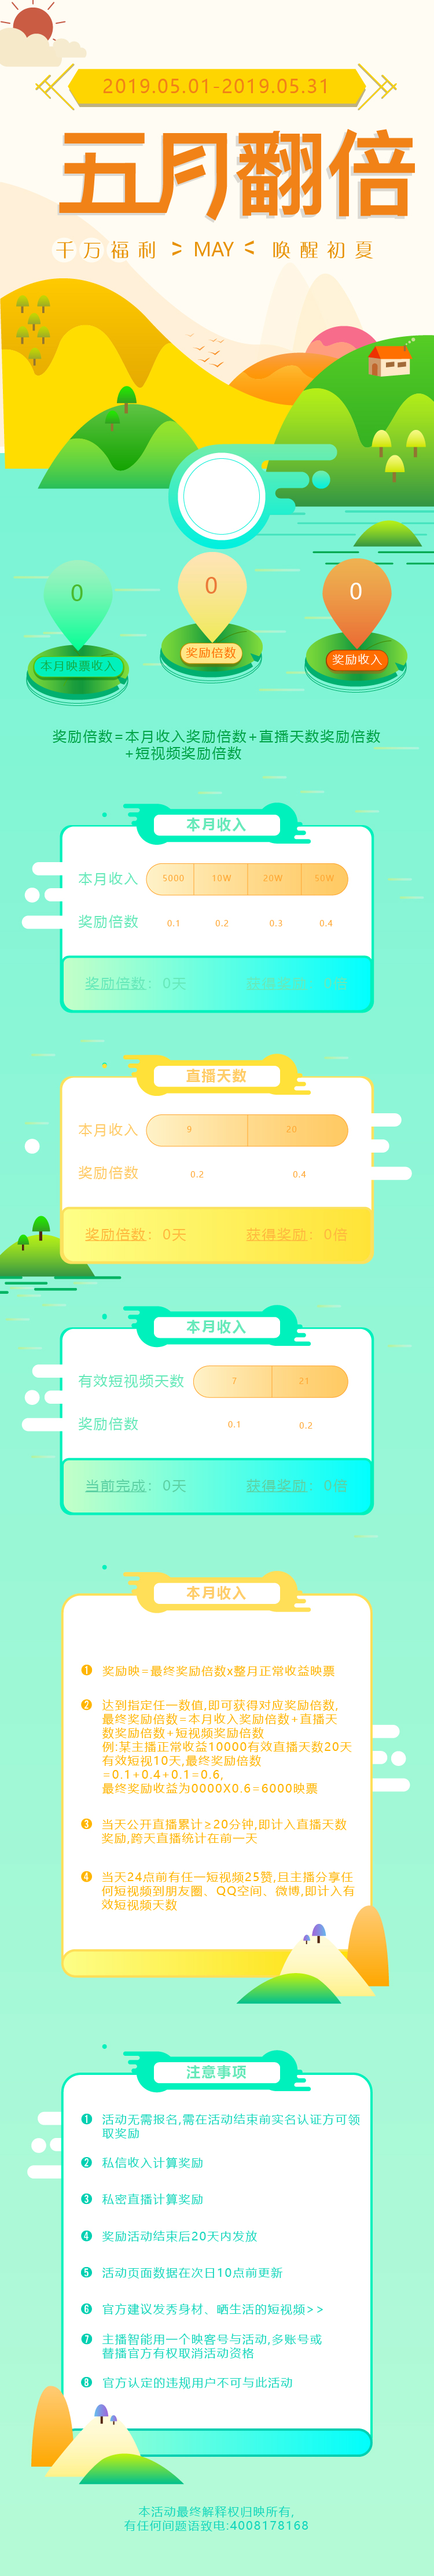 2019.05.01-2019.05.31
五月翻倍
千万福利 > MAY < 唤醒初夏
0
0
0
本月映票收入
奖励倍数
奖励收入
奖励倍数=本月收入奖励倍数+直播天数奖励倍数
+短视频奖励倍数
本月收入
本月收入 5000 10W 20W 50W
奖励倍数 0.1 0.2 0.3 0.4
奖励倍数：0天 获得奖励：0倍
直播天数
本月收入 9 20
奖励倍数 0.2 0.4
奖励倍数：0天 获得奖励：0倍
本月收入
有效短视频天数 7 21
奖励倍数 0.1 0.2
当前完成：0天 获得奖励：0倍
本月收入
❶ 奖励映=最终奖励倍数x整月正常收益映票
❷ 达到指定任一数值,即可获得对应奖励倍数,
最终奖励倍数=本月收入奖励倍数+直播天
数奖励倍数+短视频奖励倍数
例:某主播正常收益10000有效直播天数20天
有效短视10天,最终奖励倍数
=0.1+0.4+0.1=0.6,
最终奖励收益为0000X0.6=6000映票
❸ 当天公开直播累计≥20分钟,即计入直播天数
奖励,跨天直播统计在前一天
❹ 当天24点前有任一短视频25赞,且主播分享任
何短视频到朋友圈、QQ空间、微博,即计入有
效短视频天数
注意事项
❶ 活动无需报名,需在活动结束前实名认证方可领
取奖励
❷ 私信收入计算奖励
❸ 私密直播计算奖励
❹ 奖励活动结束后20天内发放
❺ 活动页面数据在次日10点前更新
❻ 官方建议发秀身材、晒生活的短视频>>
❼ 主播智能用一个映客号与活动,多账号或
替播官方有权取消活动资格
❽ 官方认定的违规用户不可与此活动
本活动最终解释权归映所有,
有任何间题语致电:4008178168